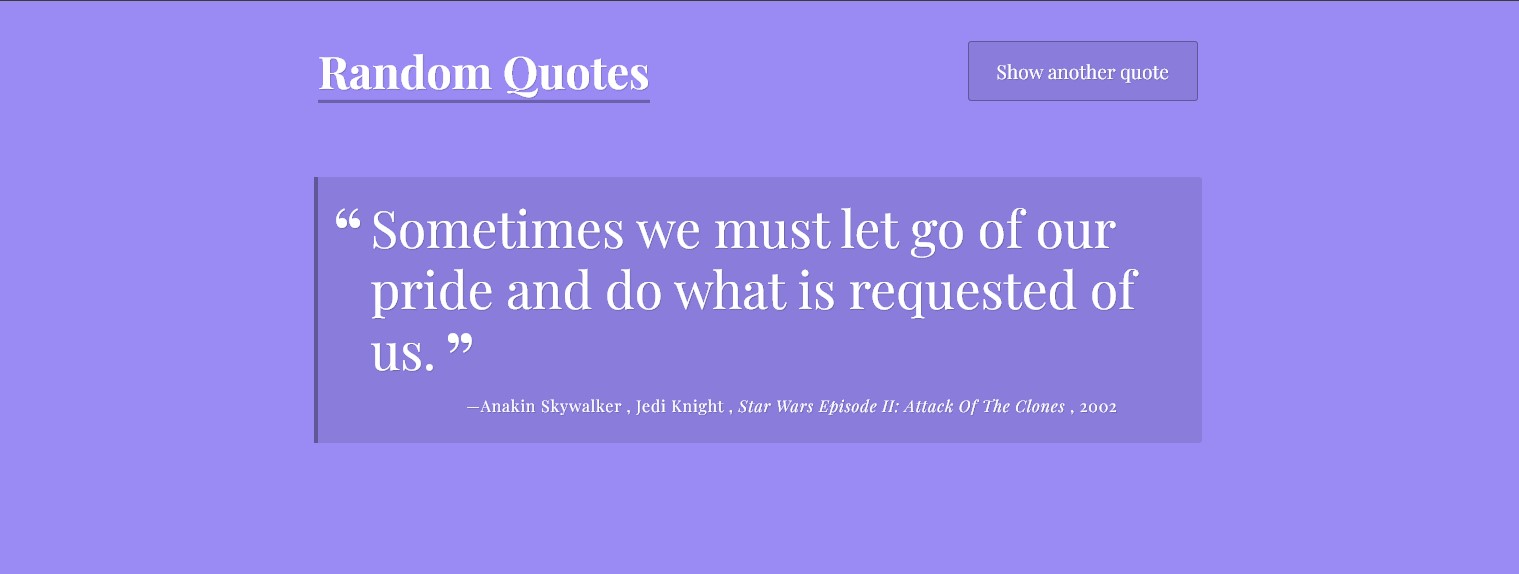 Random Quotes
Show another quote
“ Sometimes we must let go of our
pride and do what is requested of
us. ”
—Anakin Skywalker , Jedi Knight , Star Wars Episode II: Attack Of The Clones , 2002